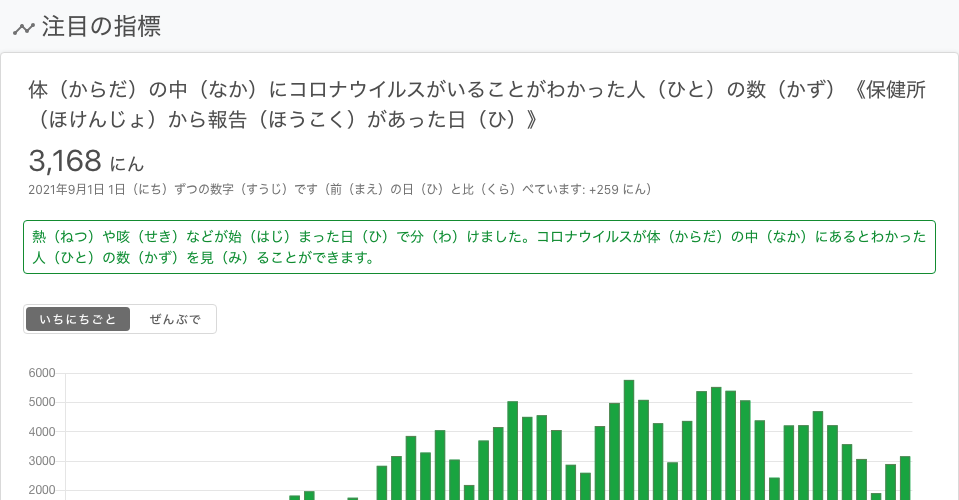 注目の指標
体（からだ）の中（なか）にコロナウイルスがいることがわかった人（ひと）の数（かず）《保健所
（ほけんじょ）から報告（ほうこく）があった日（ひ）》
3,168 にん
2021年9月1日 1日（にち）ずつの数字（すうじ）です（前（まえ）の日（ひ）と比（くら）べています: +259 にん）
熱（ねつ）や咳（せき）などが始（はじ）まった日（ひ）で分（わ）けました。コロナウイルスが体（からだ）の中（なか）にあるとわかった
人（ひと）の数（かず）を見（み）ることができます。
いちにちごと ぜんぶで
6000
5000
4000
3000
2000